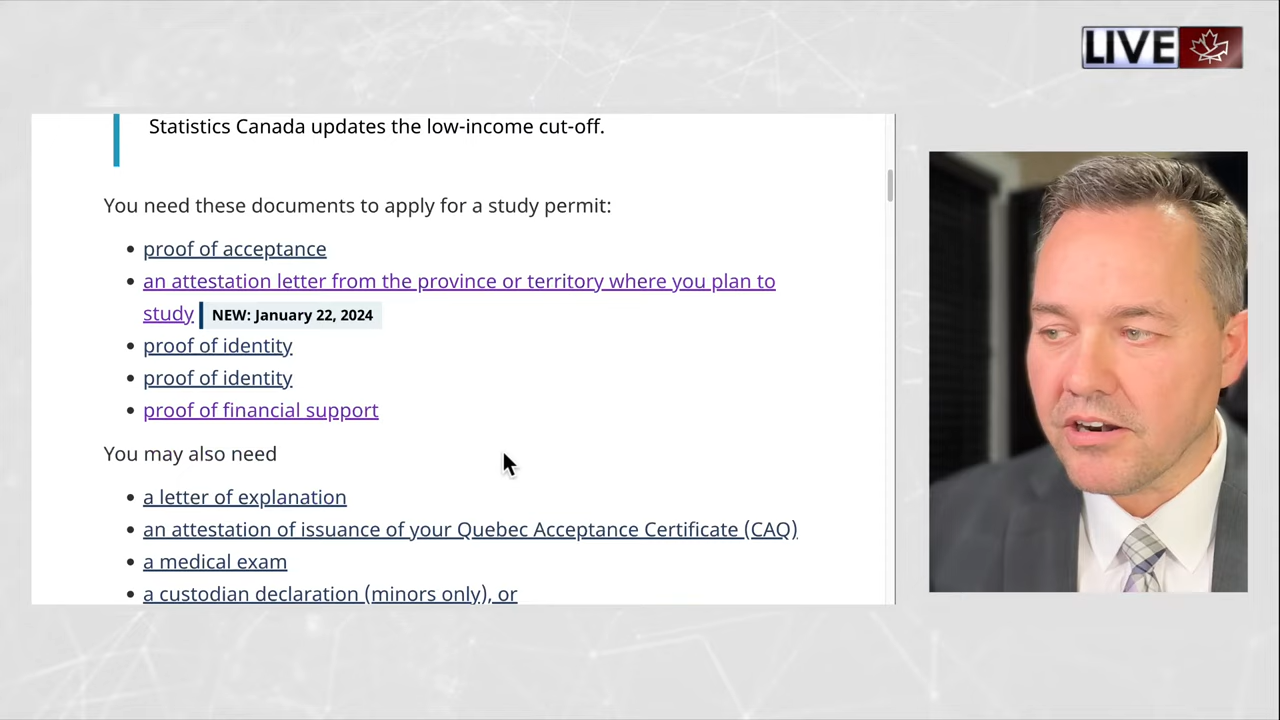 LIVE
Statistics Canada updates the low-income cut-off.
You need these documents to apply for a study permit:
proof of acceptance
an attestation letter from the province or territory where you plan to
study NEW: January 22, 2024
proof of identity
proof of identity
proof of financial support
You may also need
a letter of explanation
an attestation of issuance of your Quebec Acceptance Certificate (CAQ)
a medical exam
a custodian declaration (minors only), or